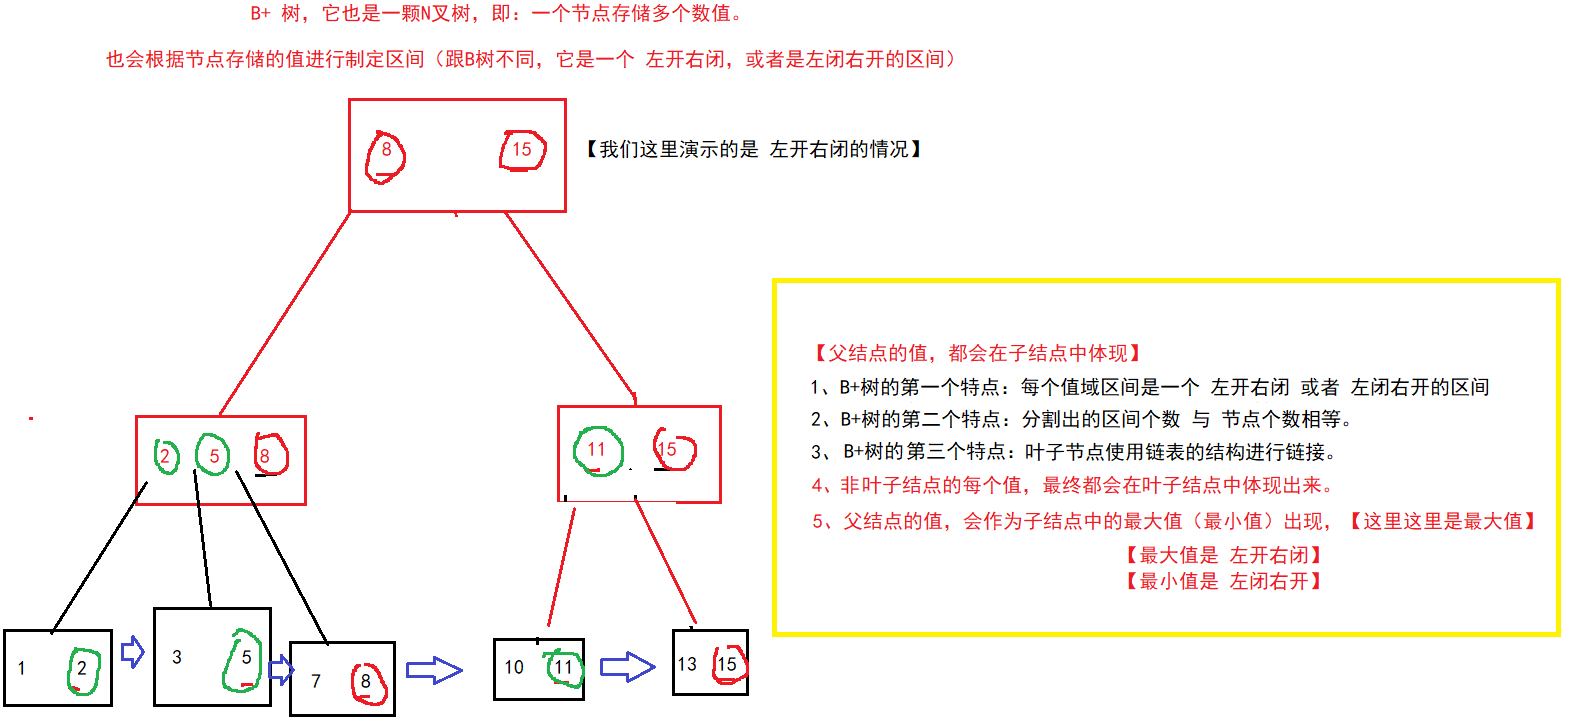 B+ 树，它也是一颗N叉树，即：一个节点存储多个数值。
也会根据节点存储的值进行制定区间（跟B树不同，它是一个 左开右闭，或者是左闭右开的区间）
8 15
【我们这里演示的是 左开右闭的情况】
【父结点的值，都会在子结点中体现】
1、B+树的第一个特点：每个值域区间是一个 左开右闭 或者 左闭右开的区间
2、B+树的第二个特点：分割出的区间个数 与 节点个数相等。
3、 B+树的第三个特点：叶子节点使用链表的结构进行链接。
4、非叶子结点的每个值，最终都会在叶子结点中体现出来。
5、父结点的值，会作为子结点中的最大值（最小值）出现，【这里这里是最大值】
【最大值是 左开右闭】
【最小值是 左闭右开】
2 5 8
11 15
1 2
3 5
7 8
10 11
13 15